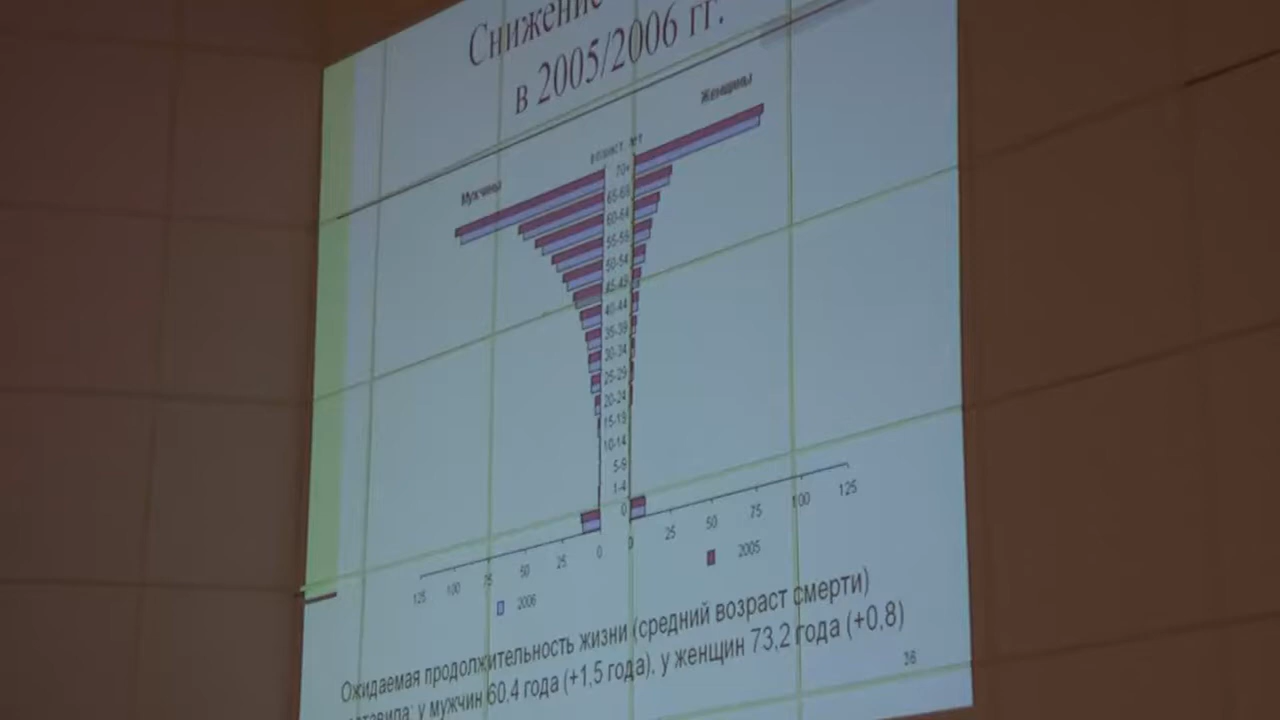 Снижение
в 2005/2006 гг.
Женщины
возраст, лет
Мужчины
70+
65-69
60-64
55-59
50-54
45-49
40-44
35-39
30-34
25-29
20-24
15-19
10-14
5-9
1-4
0
125 100 75 50 25 0
0 25 50 75 100 125
2006
2005
Ожидаемая продолжительность жизни (средний возраст смерти)
у мужчин 60,4 года (+1,5 года), у женщин 73,2 года (+0,8)
36